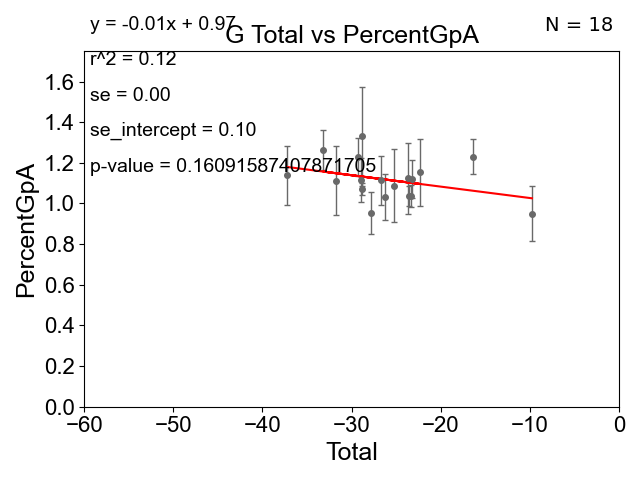 y = -0.01x + 0.97
N = 18
G Total vs PercentGpA
r^2 = 0.12
se = 0.00
se_intercept = 0.10
p-value = 0.16091587407871705
PercentGpA
1.6
1.4
1.2
1.0
0.8
0.6
0.4
0.2
0.0
−60
−50
−40
−30
−20
−10
0
Total